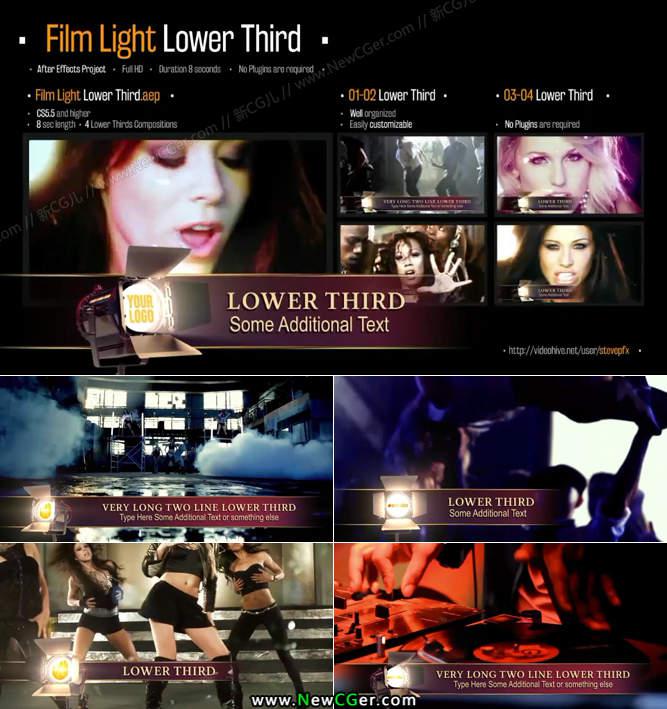 Film Light Lower Third
After Effects Project • Full HD • Duration 8 seconds • No Plugins are required
Film Light Lower Third.aep
CS5.5 and higher
8 sec length • 4 Lower Thirds Compositions
01-02 Lower Third
Well organized
Easily customizable
03-04 Lower Third
No Plugins are required
新CG儿 // www.NewCGer.com // 新CG儿 //
VERY LONG TWO LINE LOWER THIRD
Type Here Some Additional Text or something else
LOWER THIRD
Some Additional Text
LOWER THIRD
Some Additional Text
YOUR LOGO
LOWER THIRD
Some Additional Text
http://videohive.net/user/stevepfx
VERY LONG TWO LINE LOWER THIRD
Type Here Some Additional Text or something else
LOWER THIRD
Some Additional Text
LOWER THIRD
VERY LONG TWO LINE LOWER THIRD
Type Here Some Additional Text or something else
www.NewCGer.com